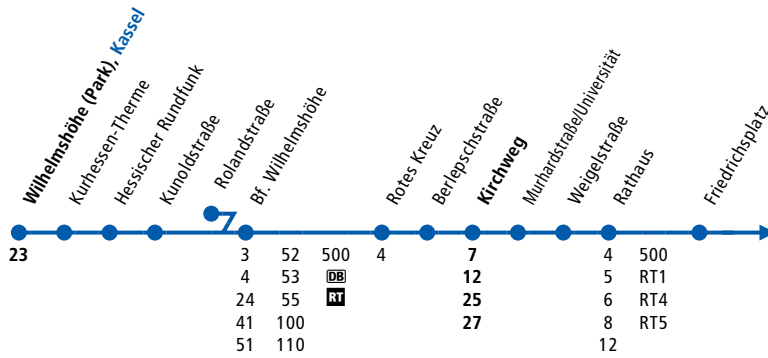 Wilhelmshöhe (Park), Kassel
Kurhessen-Therme
Hessischer Rundfunk
Kunoldstraße
Rolandstraße
Bf. Wilhelmshöhe
Rotes Kreuz
Berlepschstraße
Kirchweg
Murhardstraße/Universität
Weigelstraße
Rathaus
Friedrichsplatz
23 3 52 500 4 7 4 500
4 53 DB 12 5 RT1
24 55 RT 25 6 RT4
41 100 27 8 RT5
51 110 12